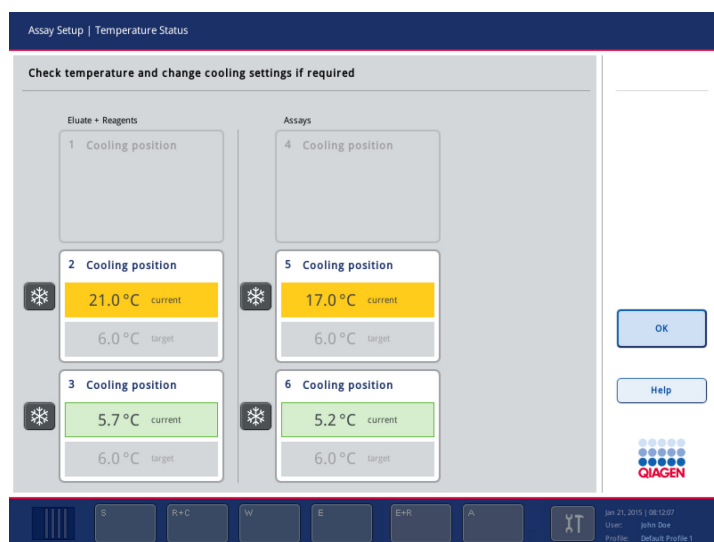 Assay Setup | Temperature Status
Check temperature and change cooling settings if required
Eluate + Reagents
Assays
1 Cooling position
4 Cooling position
2 Cooling position
21.0 °C current
6.0 °C target
5 Cooling position
17.0 °C current
6.0 °C target
3 Cooling position
5.7 °C current
6.0 °C target
6 Cooling position
5.2 °C current
6.0 °C target
OK
Help
QIAGEN
S
R+C
W
E
E+R
A
Jan 21, 2015 | 08:12:07
User: John Doe
Profile: Default Profile 1